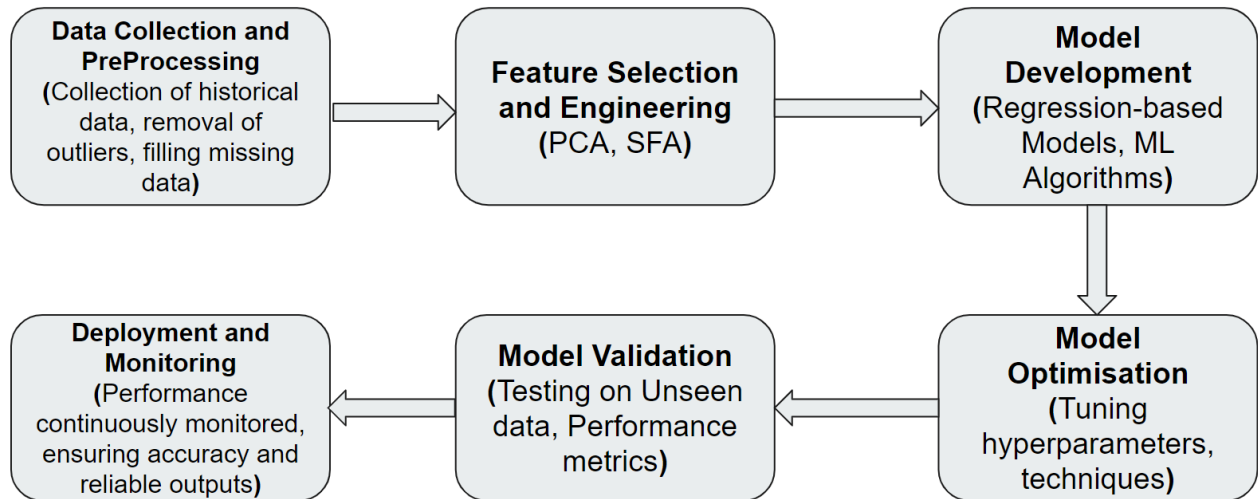 Data Collection and
PreProcessing
(Collection of historical
data, removal of
outliers, filling missing
data)
Feature Selection
and Engineering
(PCA, SFA)
Model
Development
(Regression-based
Models, ML
Algorithms)
Model
Optimisation
(Tuning
hyperparameters,
techniques)
Model Validation
(Testing on Unseen
data, Performance
metrics)
Deployment and
Monitoring
(Performance
continuously monitored,
ensuring accuracy and
reliable outputs)